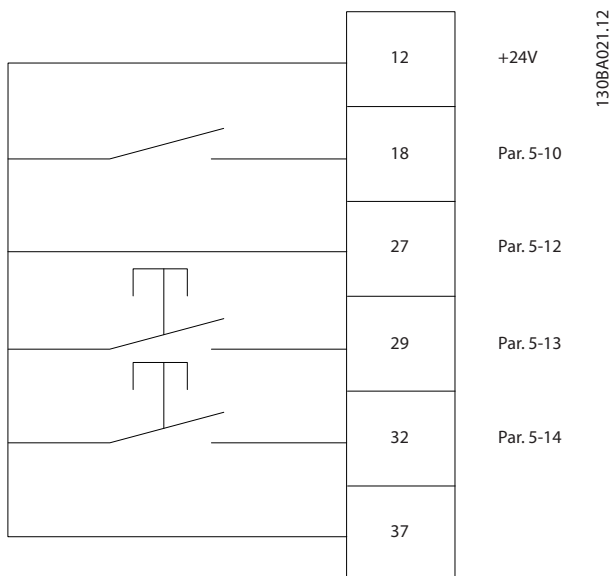 130BA021.12
12 +24V
18 Par. 5-10
27 Par. 5-12
29 Par. 5-13
32 Par. 5-14
37